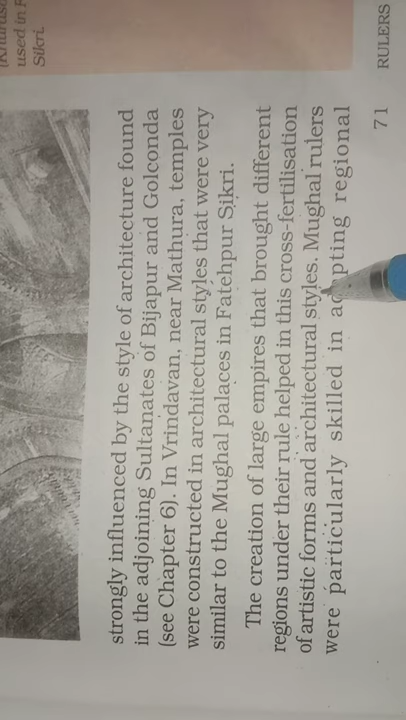 used in F
Sikri.
strongly influenced by the style of architecture found
in the adjoining Sultanates of Bijapur and Golconda
(see Chapter 6). In Vrindavan, near Mathura, temples
were constructed in architectural styles that were very
similar to the Mughal palaces in Fatehpur Sikri.
The creation of large empires that brought different
regions under their rule helped in this cross-fertilisation
of artistic forms and architectural styles. Mughal rulers
were particularly skilled in adapting regional
71
RULERS